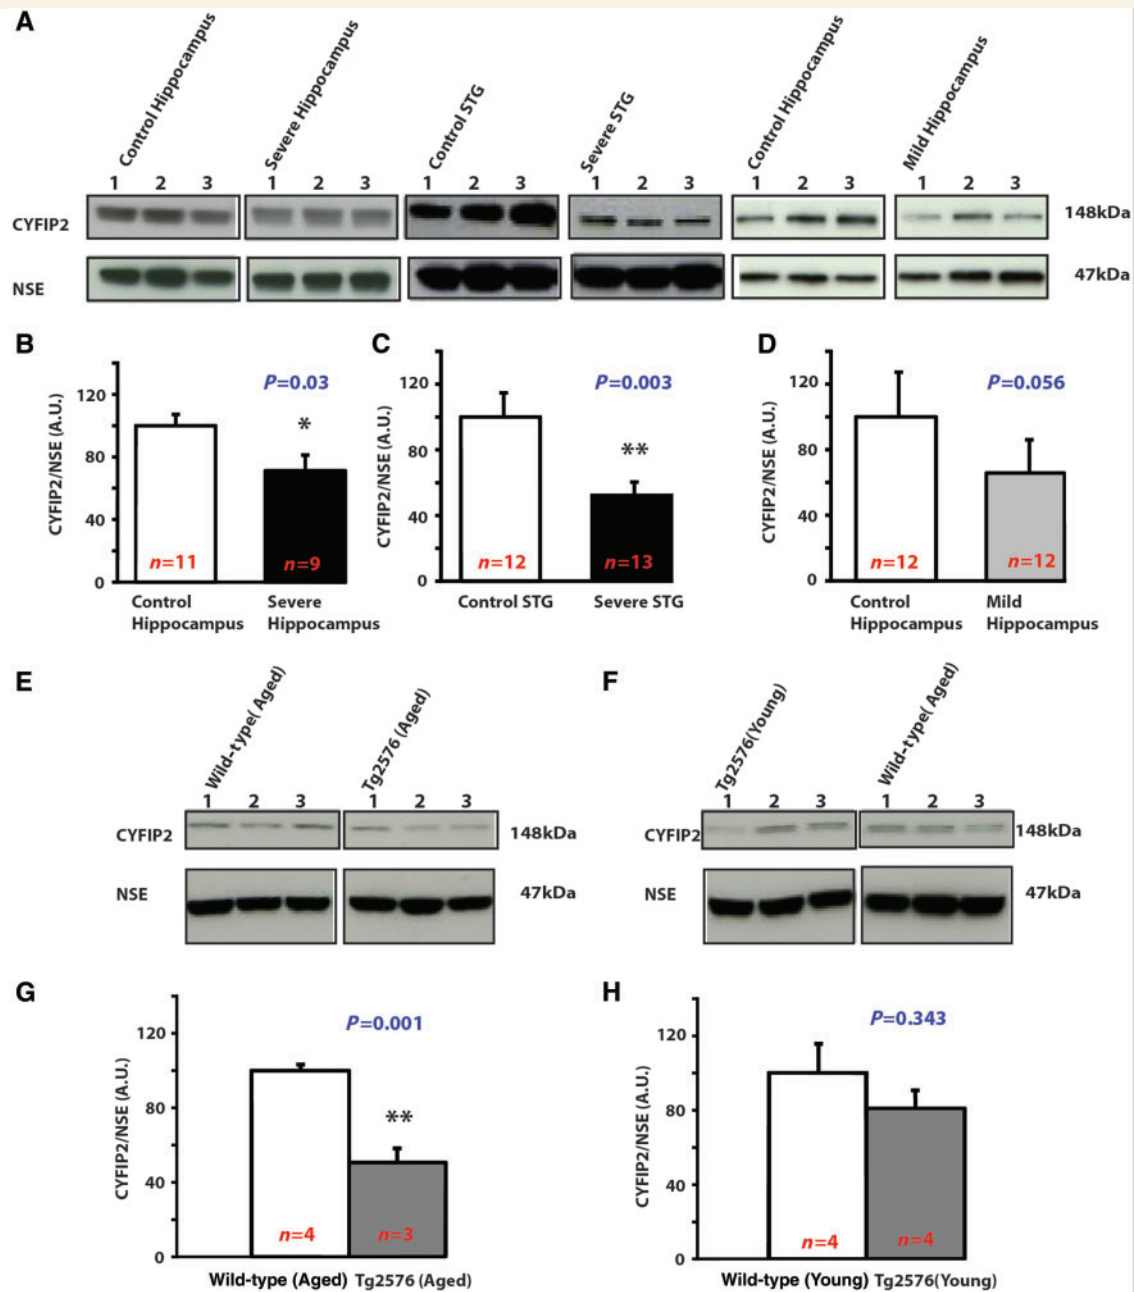 A
Control Hippocampus
Severe Hippocampus
Control STG
Severe STG
Control Hippocampus
Mild Hippocampus
1 2 3 1 2 3 1 2 3 1 2 3 1 2 3 1 2 3
CYFIP2 148kDa
NSE 47kDa
B
CYFIP2/NSE (A.U.)
120
80
40
0
P=0.03
*
n=11
n=9
Control Hippocampus
Severe Hippocampus
C
CYFIP2/NSE (A.U.)
120
80
40
0
P=0.003
**
n=12
n=13
Control STG
Severe STG
D
CYFIP2/NSE (A.U.)
120
80
40
0
P=0.056
n=12
n=12
Control Hippocampus
Mild Hippocampus
E
Wild-type( Aged)
Tg2576 (Aged)
1 2 3 1 2 3
CYFIP2 148kDa
NSE 47kDa
F
Tg2576(Young)
Wild-type( Aged)
1 2 3 1 2 3
CYFIP2 148kDa
NSE 47kDa
G
CYFIP2/NSE (A.U.)
120
80
40
0
P=0.001
**
n=4
n=3
Wild-type (Aged) Tg2576 (Aged)
H
CYFIP2/NSE (A.U.)
120
80
40
0
P=0.343
n=4
n=4
Wild-type (Young) Tg2576(Young)